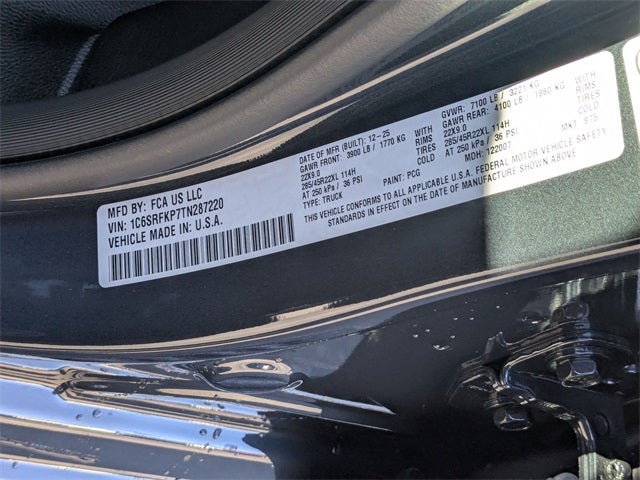 MFD BY: FCA US LLC
VIN: 1C6SRFKP7TN287220
VEHICLE MADE IN: U.S.A.
DATE OF MFR (BUILT): 12-25
GAWR FRONT: 3900 LB / 1770 KG WITH
22X9.0 RIMS
285/45R22XL 114H TIRES
AT 250 kPa / 36 PSI COLD
TYPE: TRUCK PAINT: PCG
GVWR: 7100 LB / 3221 KG
GAWR REAR: 4100 LB / 1860 KG WITH
22X9.0 RIMS
285/45R22XL 114H TIRES
AT 250 kPa / 36 PSI COLD
MDH: 122007 MKT 975
THIS VEHICLE CONFORMS TO ALL APPLICABLE U.S.A. FEDERAL MOTOR VEHICLE SAFETY
STANDARDS IN EFFECT ON THE DATE OF MANUFACTURE SHOWN ABOVE